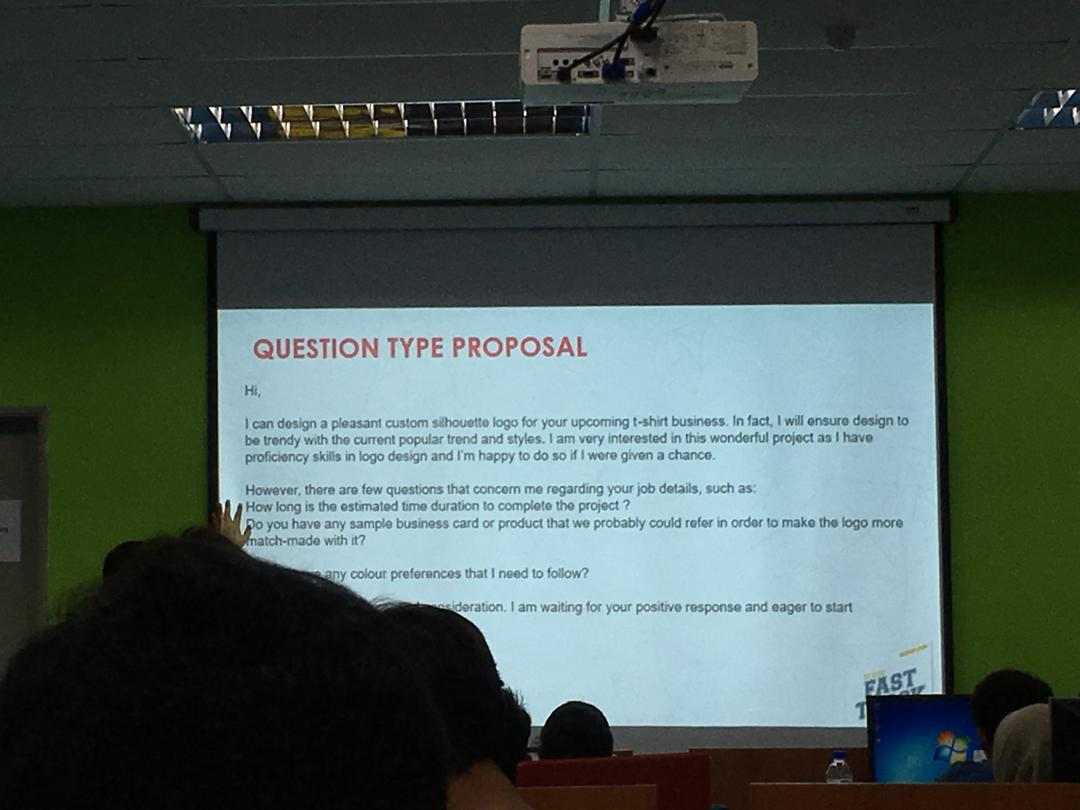 QUESTION TYPE PROPOSAL
Hi,
I can design a pleasant custom silhouette logo for your upcoming t-shirt business. In fact, I will ensure design to
be trendy with the current popular trend and styles. I am very interested in this wonderful project as I have
proficiency skills in logo design and I'm happy to do so if I were given a chance.
However, there are few questions that concern me regarding your job details, such as:
How long is the estimated time duration to complete the project ?
Do you have any sample business card or product that we probably could refer in order to make the logo more
match-made with it?
any colour preferences that I need to follow?
I am waiting for your positive response and eager to start
FAST